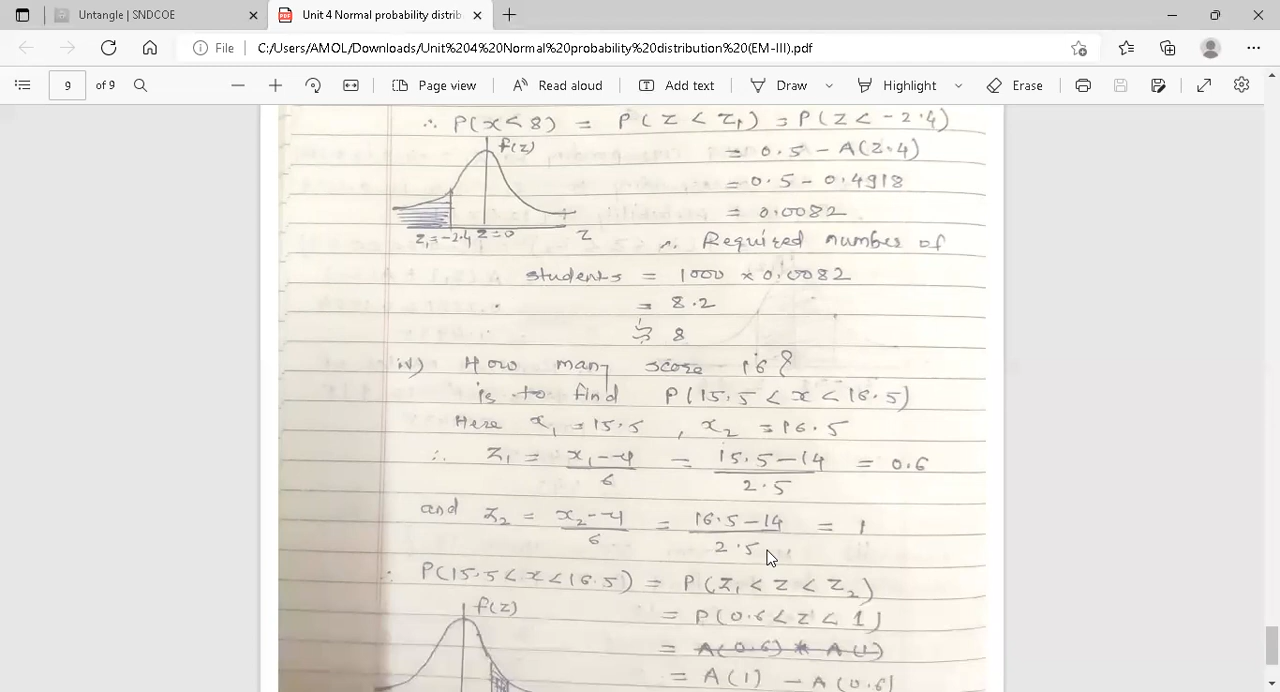 Untangle | SNDCOE
Unit 4 Normal probability distrib
File C:/Users/AMOL/Downloads/Unit%204%20Normal%20probability%20distribution%20(EM-III).pdf
9 of 9 Page view Read aloud Add text Draw Highlight Erase
∴ P(x<8) = P(z<z1) = P(z<-2.4)
f(z)
= 0.5 - A(2.4)
= 0.5 - 0.4918
= 0.0082
z1=-2.4 z=0 z
∴ Required number of
students = 1000 × 0.0082
= 8.2
≒ 8
iv) How many score 16?
is to find P(15.5 < x < 16.5)
Here x1 = 15.5, x2 = 16.5
∴ z1 = x1-μ/σ = 15.5-14/2.5 = 0.6
and z2 = x2-μ/σ = 16.5-14/2.5 = 1
∴ P(15.5<x<16.5) = P(z1<z<z2)
f(z)
= P(0.6<z<1)
= A(0.6) * A(1)
= A(1) - A(0.6)